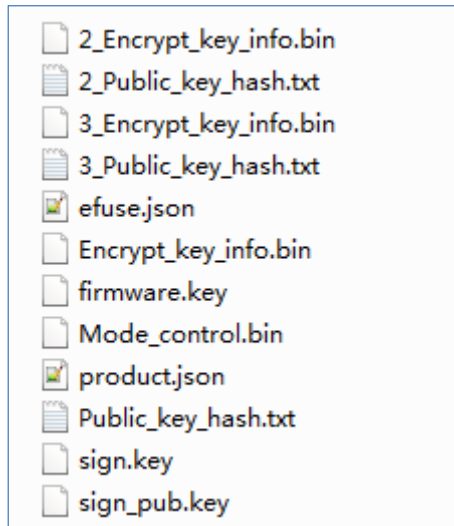 2_Encrypt_key_info.bin
2_Public_key_hash.txt
3_Encrypt_key_info.bin
3_Public_key_hash.txt
efuse.json
Encrypt_key_info.bin
firmware.key
Mode_control.bin
product.json
Public_key_hash.txt
sign.key
sign_pub.key